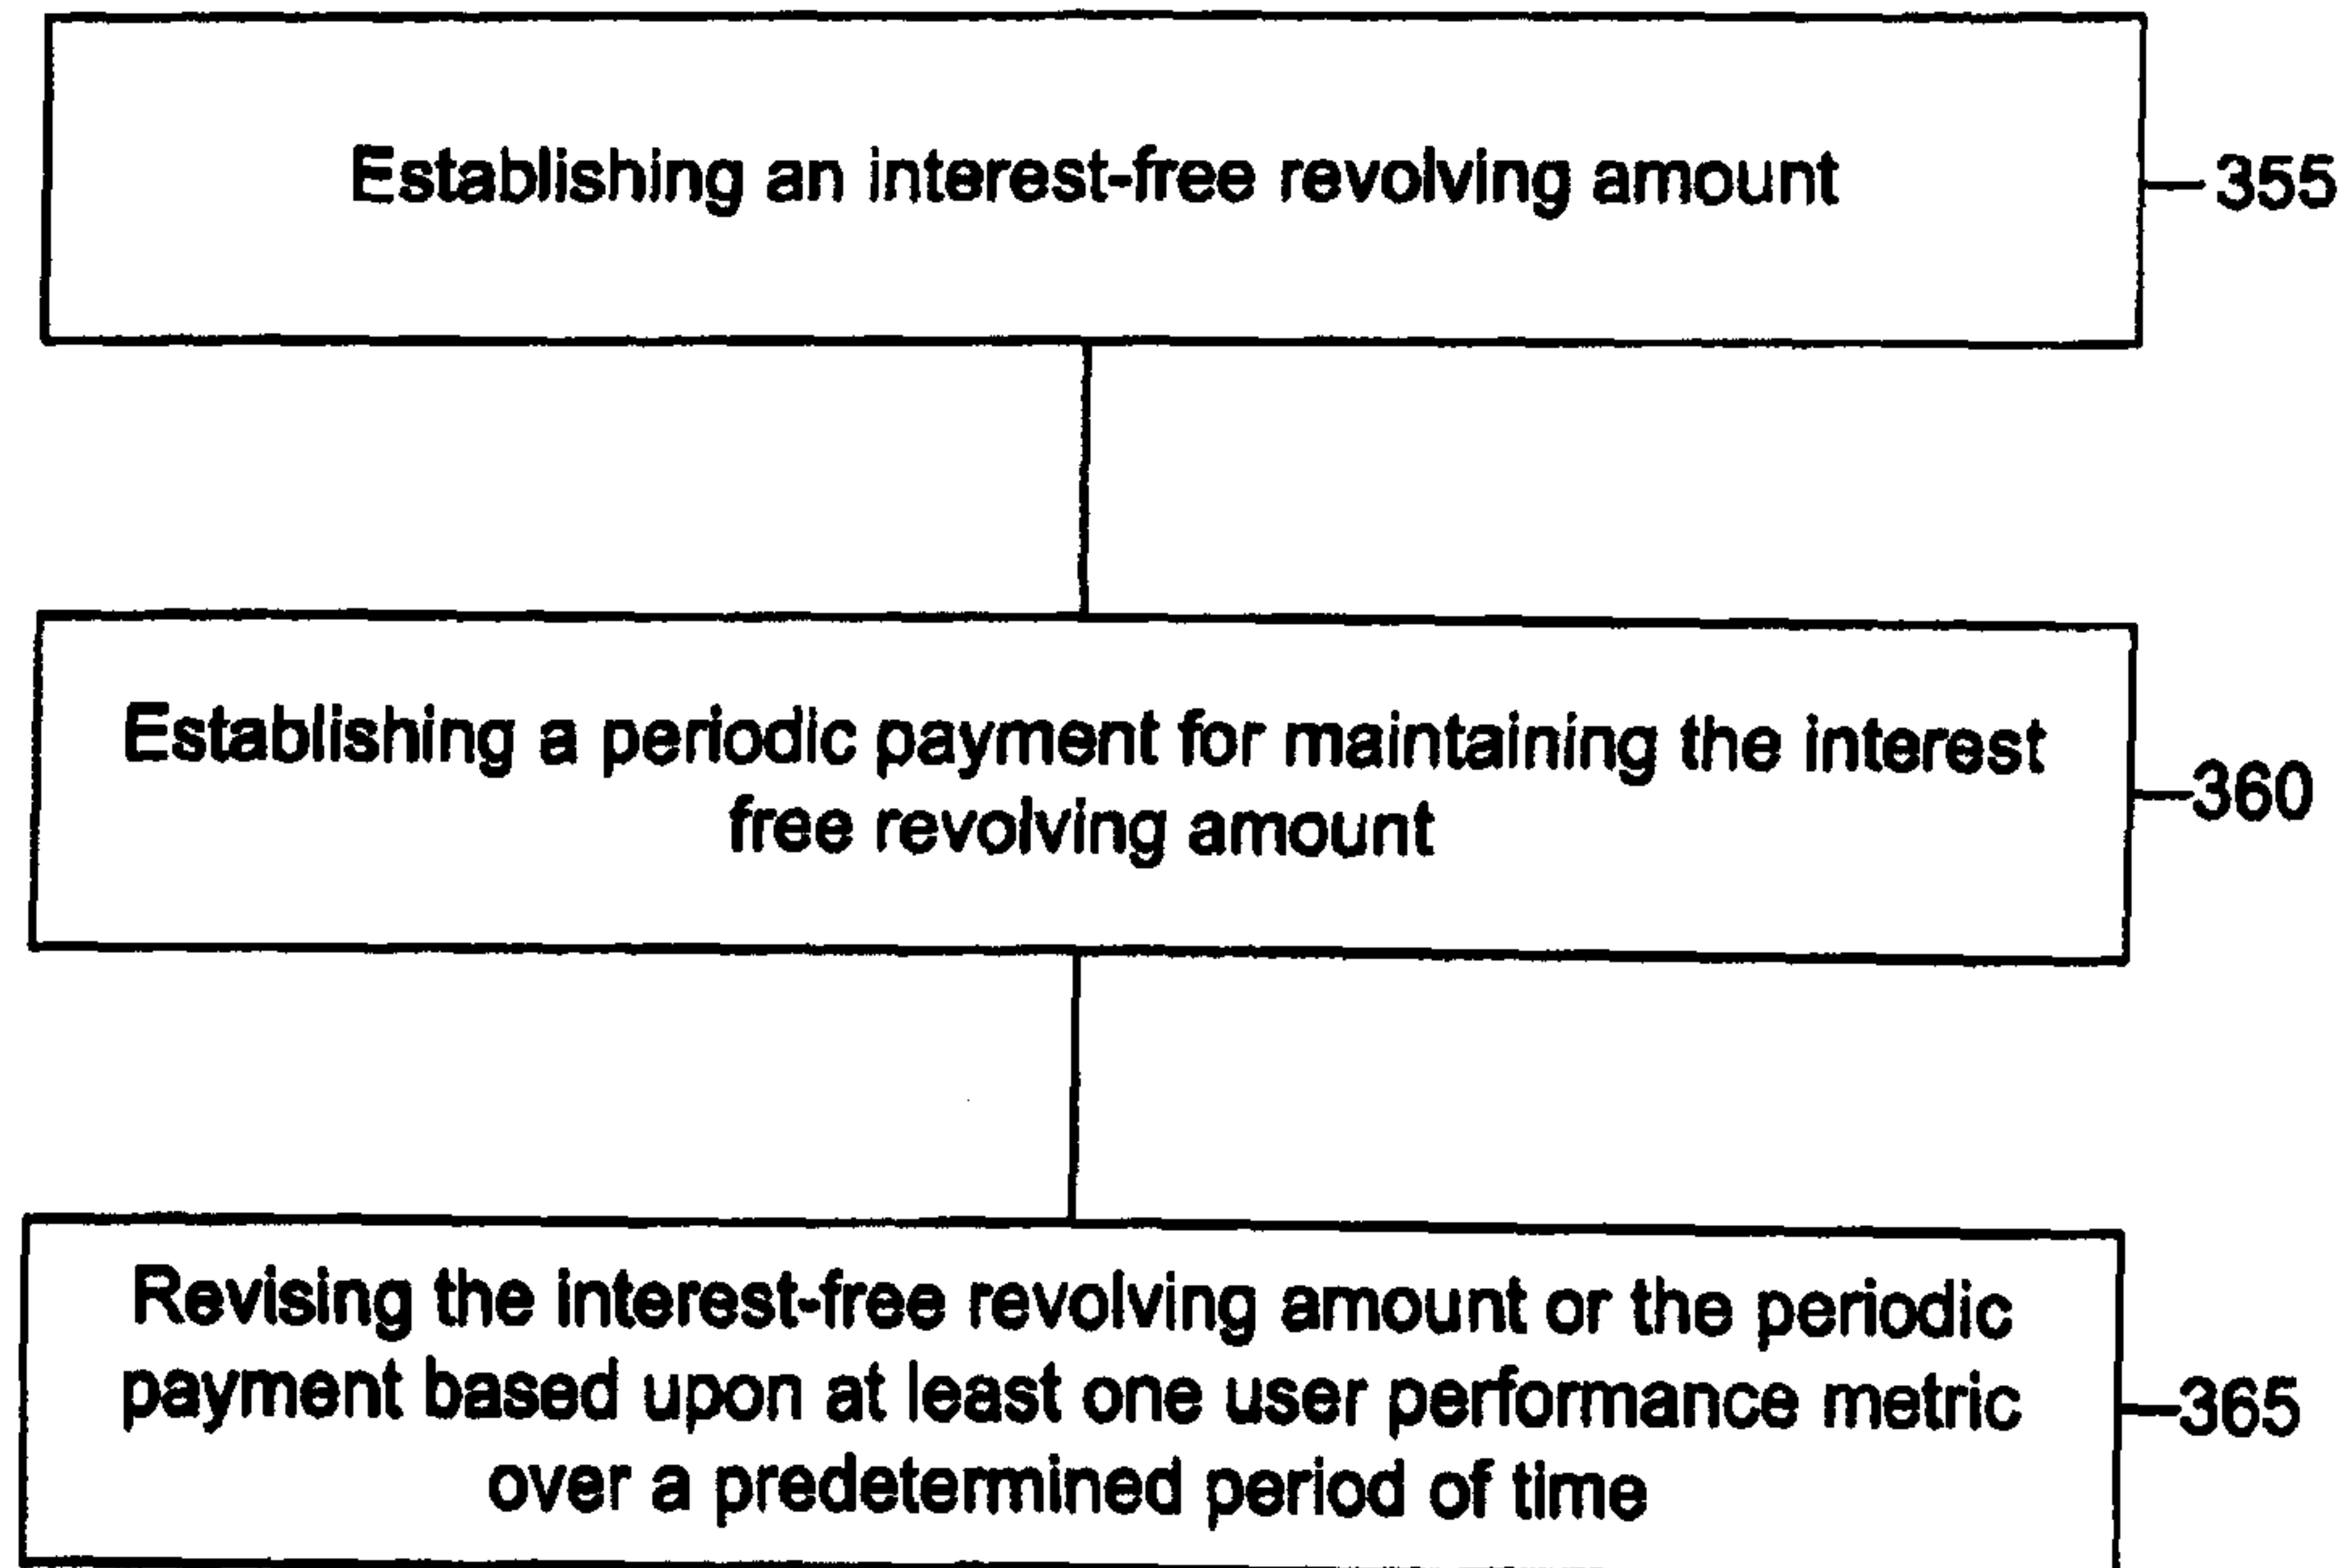 Establishing an interest-free revolving amount
355
Establishing a periodic payment for maintaining the interest
free revolving amount
360
Revising the interest-free revolving amount or the periodic
payment based upon at least one user performance metric
over a predetermined period of time
365